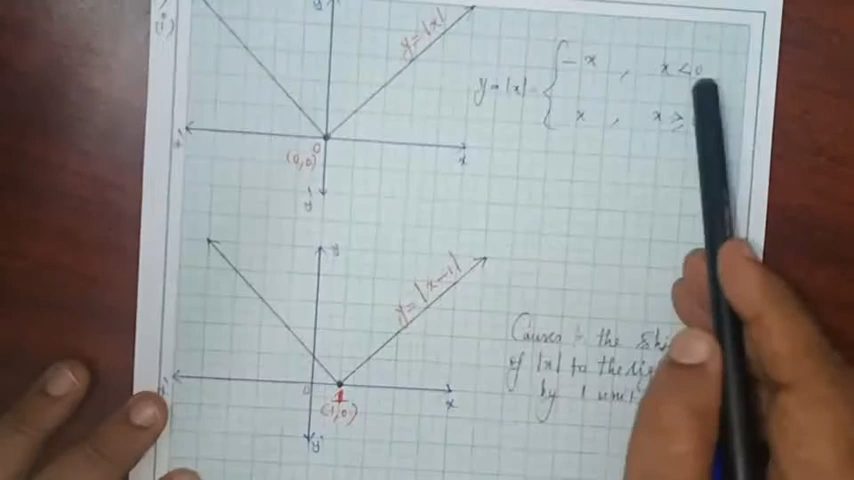 (i)
y
y=|x|
y=|x|= { -x , x<0
x , x≥
x'
0
x
(0,0)
y'
y
y=|x-1|
Causes the
of |x| to the
by 1 unit
x'
0
1
x
(1,0)
y'